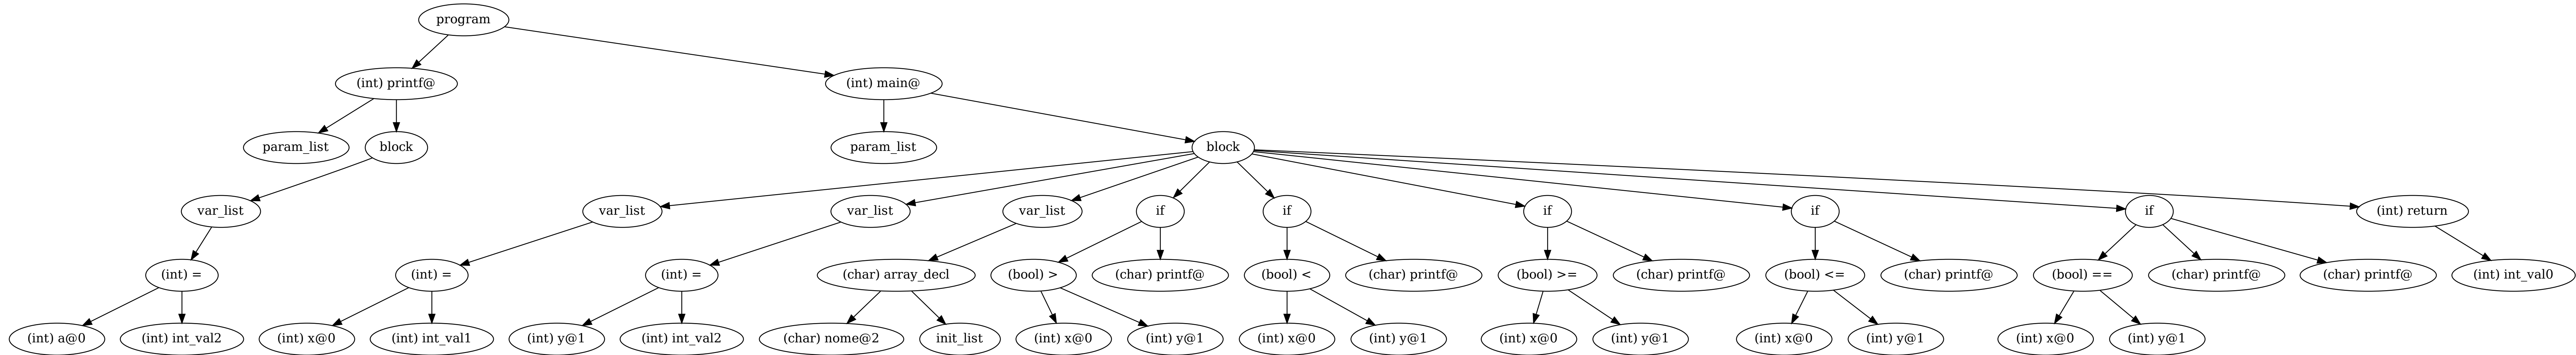 program
(int) printf@
(int) main@
param_list
block
param_list
block
var_list
var_list
var_list
var_list
if
if
if
if
if
(int) return
(int) =
(int) =
(int) =
(char) array_decl
(bool) >
(char) printf@
(bool) <
(char) printf@
(bool) >=
(char) printf@
(bool) <=
(char) printf@
(bool) ==
(char) printf@
(char) printf@
(int) int_val0
(int) a@0
(int) int_val2
(int) x@0
(int) int_val1
(int) y@1
(int) int_val2
(char) nome@2
init_list
(int) x@0
(int) y@1
(int) x@0
(int) y@1
(int) x@0
(int) y@1
(int) x@0
(int) y@1
(int) x@0
(int) y@1